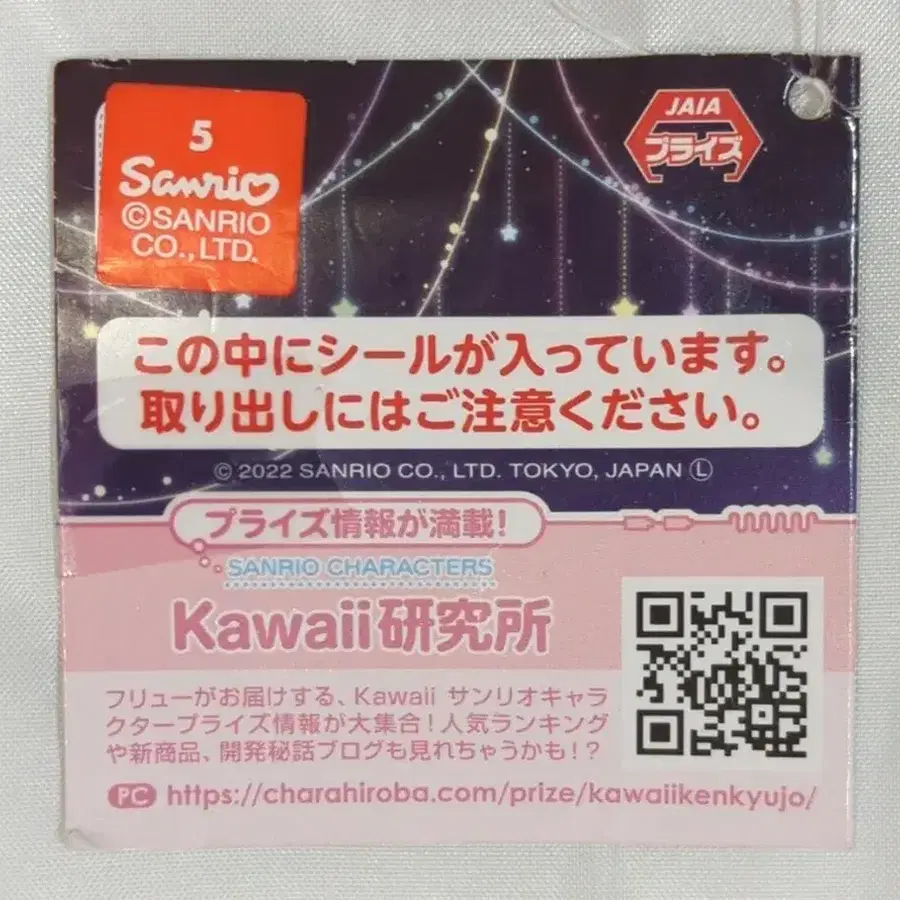 5
Sanrio
©SANRIO
CO.,LTD.
JAIA
プライズ
この中にシールが入っています。
取り出しにはご注意ください。
© 2022 SANRIO CO., LTD. TOKYO, JAPAN Ⓛ
プライズ情報が満載!
SANRIO CHARACTERS
Kawaii研究所
フリューがお届けする、Kawaii サンリオキャラ
クタープライズ情報が大集合!人気ランキング
や新商品、開発秘話ブログも見れちゃうかも!?
PC https://charahiroba.com/prize/kawaiikenkyujo/